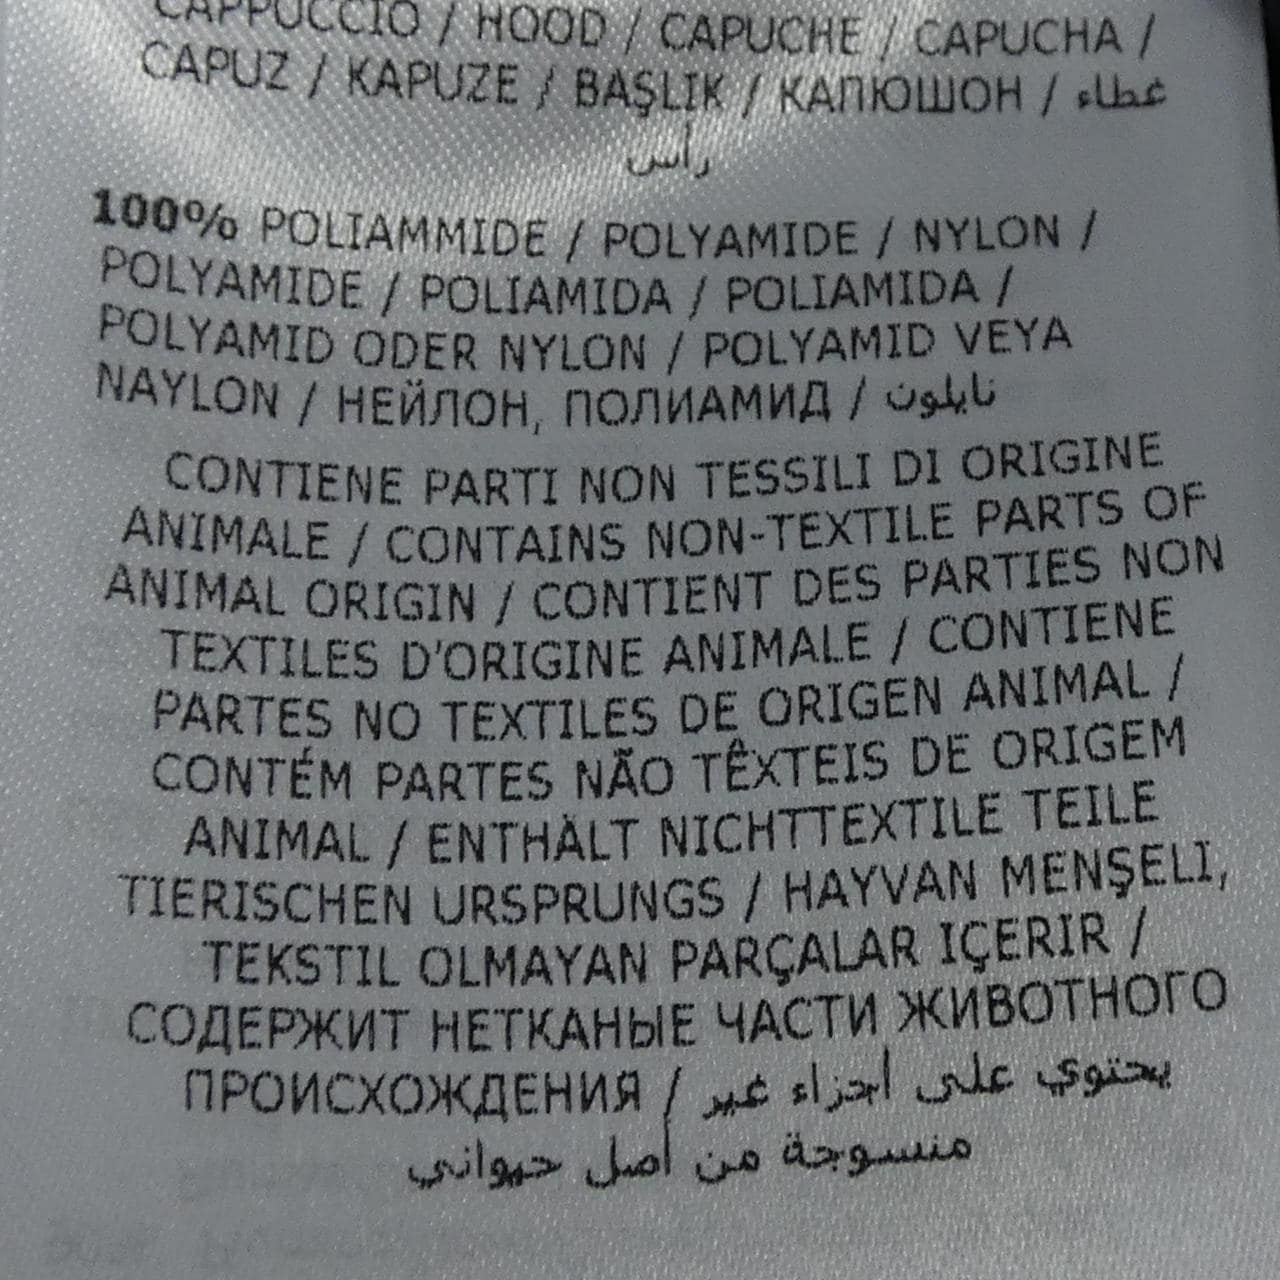 CAPPUCCIO / HOOD / CAPUCHE / CAPUCHA /
CAPUZ / KAPUZE / BAŞLIK / КАПЮШОН / غطاء
رأس
100% POLIAMMIDE / POLYAMIDE / NYLON /
POLYAMIDE / POLIAMIDA / POLIAMIDA /
POLYAMID ODER NYLON / POLYAMID VEYA
NAYLON / НЕЙЛОН, ПОЛИАМИД / نايلون
CONTIENE PARTI NON TESSILI DI ORIGINE
ANIMALE / CONTAINS NON-TEXTILE PARTS OF
ANIMAL ORIGIN / CONTIENT DES PARTIES NON
TEXTILES D'ORIGINE ANIMALE / CONTIENE
PARTES NO TEXTILES DE ORIGEN ANIMAL /
CONTÉM PARTES NÃO TÊXTEIS DE ORIGEM
ANIMAL / ENTHÄLT NICHTTEXTILE TEILE
TIERISCHEN URSPRUNGS / HAYVAN MENŞELI,
TEKSTIL OLMAYAN PARÇALAR IÇERIR /
СОДЕРЖИТ НЕТКАНЫЕ ЧАСТИ ЖИВОТНОГО
ПРОИСХОЖДЕНИЯ / يحتوي على أجزاء غير
منسوجة من أصل حيواني